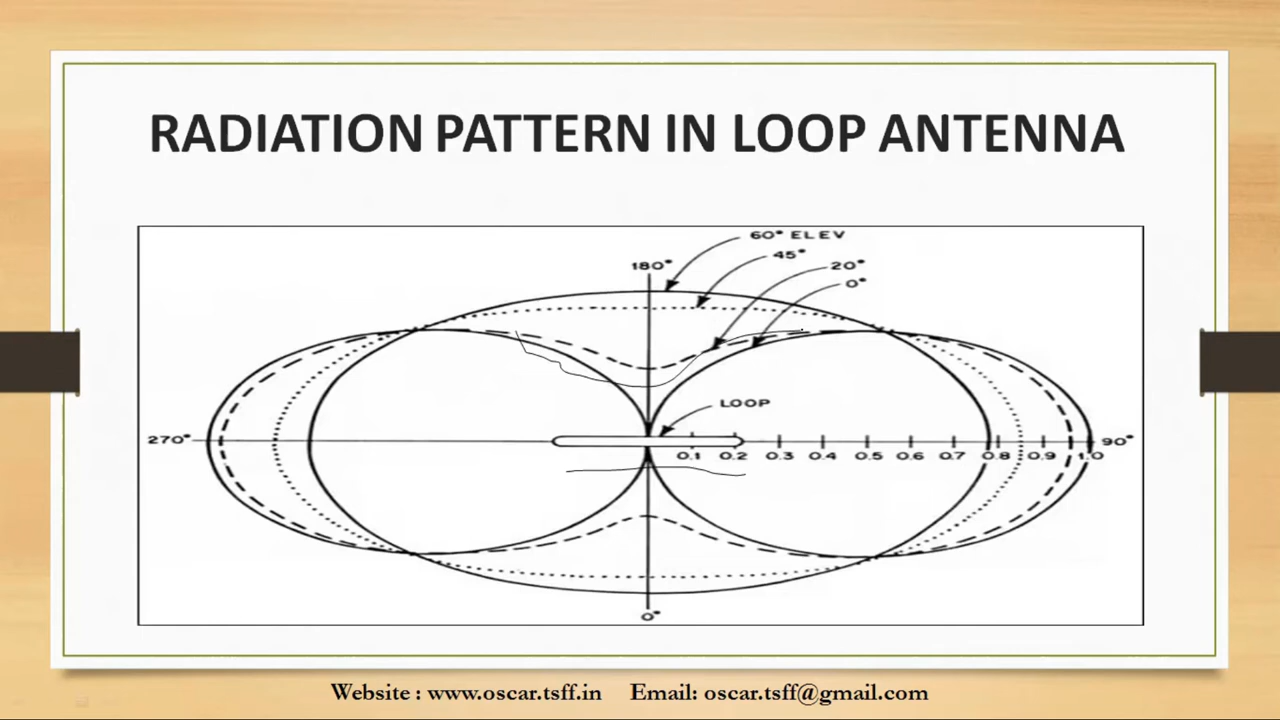 RADIATION PATTERN IN LOOP ANTENNA
60° ELEV
45°
180°
20°
0°
LOOP
270°
90°
0.1 0.2 0.3 0.4 0.5 0.6 0.7 0.8 0.9 1.0
0°
Website : www.oscar.tsff.in Email: oscar.tsff@gmail.com